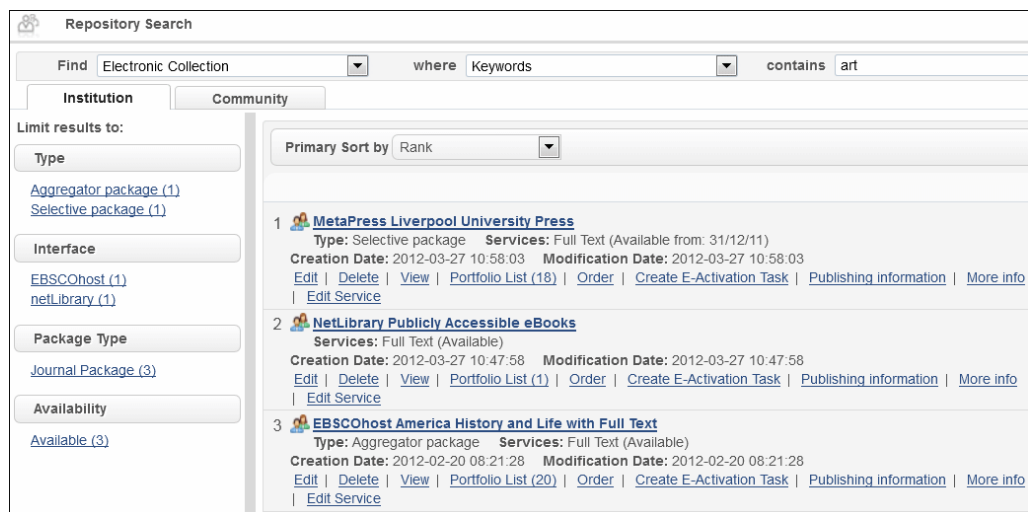 Repository Search
Find Electronic Collection where Keywords contains art
Institution Community
Limit results to:
Type
Aggregator package (1)
Selective package (1)
Interface
EBSCOhost (1)
netLibrary (1)
Package Type
Journal Package (3)
Availability
Available (3)
Primary Sort by Rank
1 MetaPress Liverpool University Press
Type: Selective package Services: Full Text (Available from: 31/12/11)
Creation Date: 2012-03-27 10:58:03 Modification Date: 2012-03-27 10:58:03
Edit | Delete | View | Portfolio List (18) | Order | Create E-Activation Task | Publishing information | More info
| Edit Service
2 NetLibrary Publicly Accessible eBooks
Services: Full Text (Available)
Creation Date: 2012-03-27 10:47:58 Modification Date: 2012-03-27 10:47:58
Edit | Delete | View | Portfolio List (1) | Order | Create E-Activation Task | Publishing information | More info
| Edit Service
3 EBSCOhost America History and Life with Full Text
Type: Aggregator package Services: Full Text (Available)
Creation Date: 2012-02-20 08:21:28 Modification Date: 2012-02-20 08:21:28
Edit | Delete | View | Portfolio List (20) | Order | Create E-Activation Task | Publishing information | More info
| Edit Service